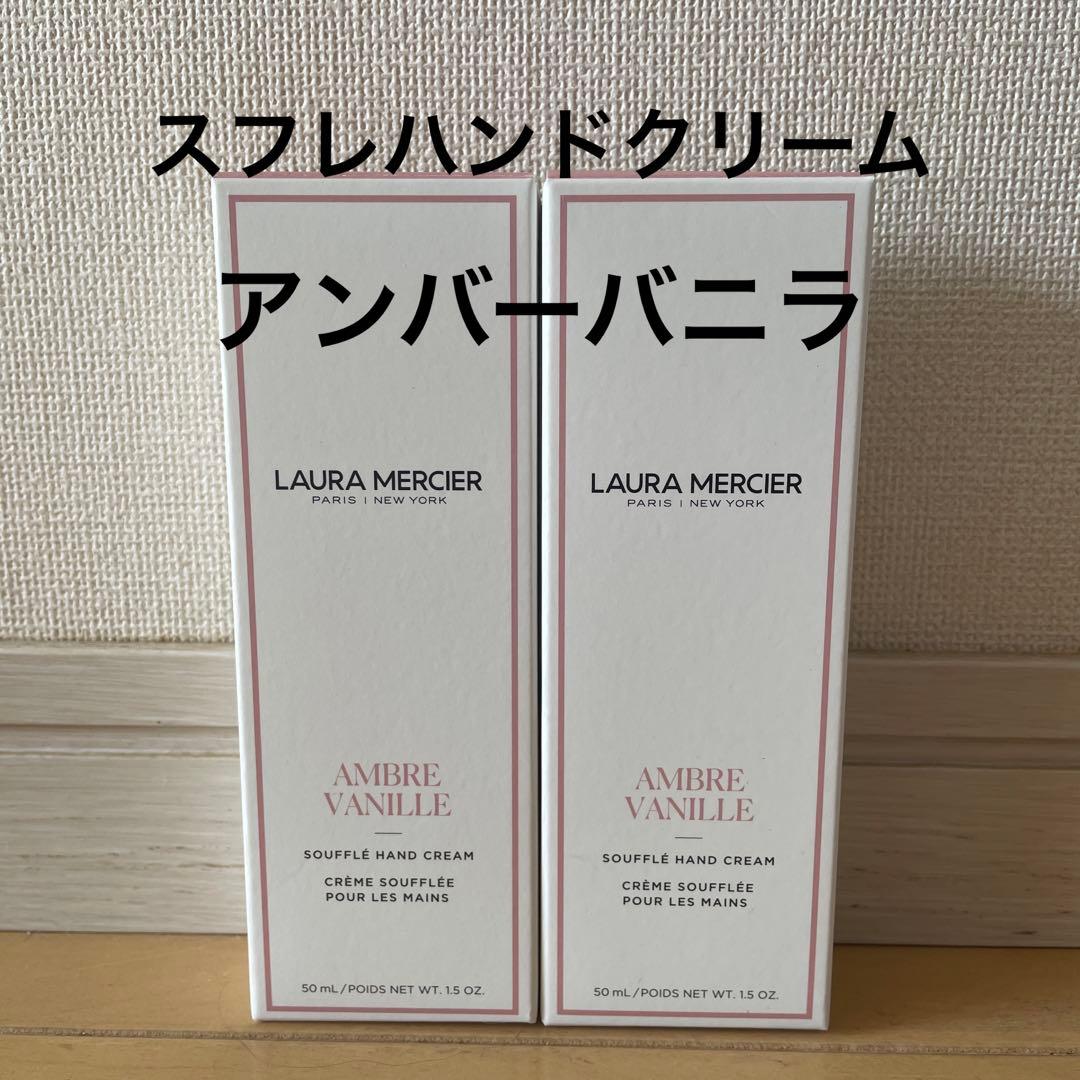 スフレハンドクリーム
アンバーバニラ
LAURA MERCIER
PARIS | NEW YORK
AMBRE
VANILLE
SOUFFLÉ HAND CREAM
CRÈME SOUFFLÉE
POUR LES MAINS
50 mL/POIDS NET WT. 1.5 OZ.
LAURA MERCIER
PARIS | NEW YORK
AMBRE
VANILLE
SOUFFLÉ HAND CREAM
CRÈME SOUFFLÉE
POUR LES MAINS
50 mL/POIDS NET WT. 1.5 OZ.